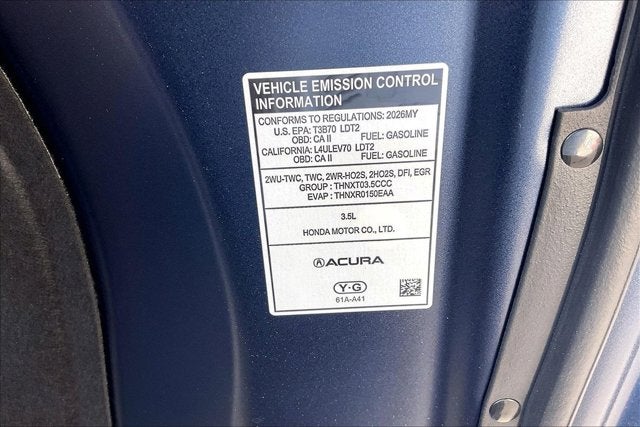 VEHICLE EMISSION CONTROL
INFORMATION
CONFORMS TO REGULATIONS: 2026MY
U.S. EPA: T3B70 LDT2
OBD: CA II FUEL: GASOLINE
CALIFORNIA: L4ULEV70 LDT2
OBD: CA II FUEL: GASOLINE
2WU-TWC, TWC, 2WR-HO2S, 2HO2S, DFI, EGR
GROUP : THNXT03.5CCC
EVAP : THNXR0150EAA
3.5L
HONDA MOTOR CO., LTD.
ACURA
Y-G
61A-A41